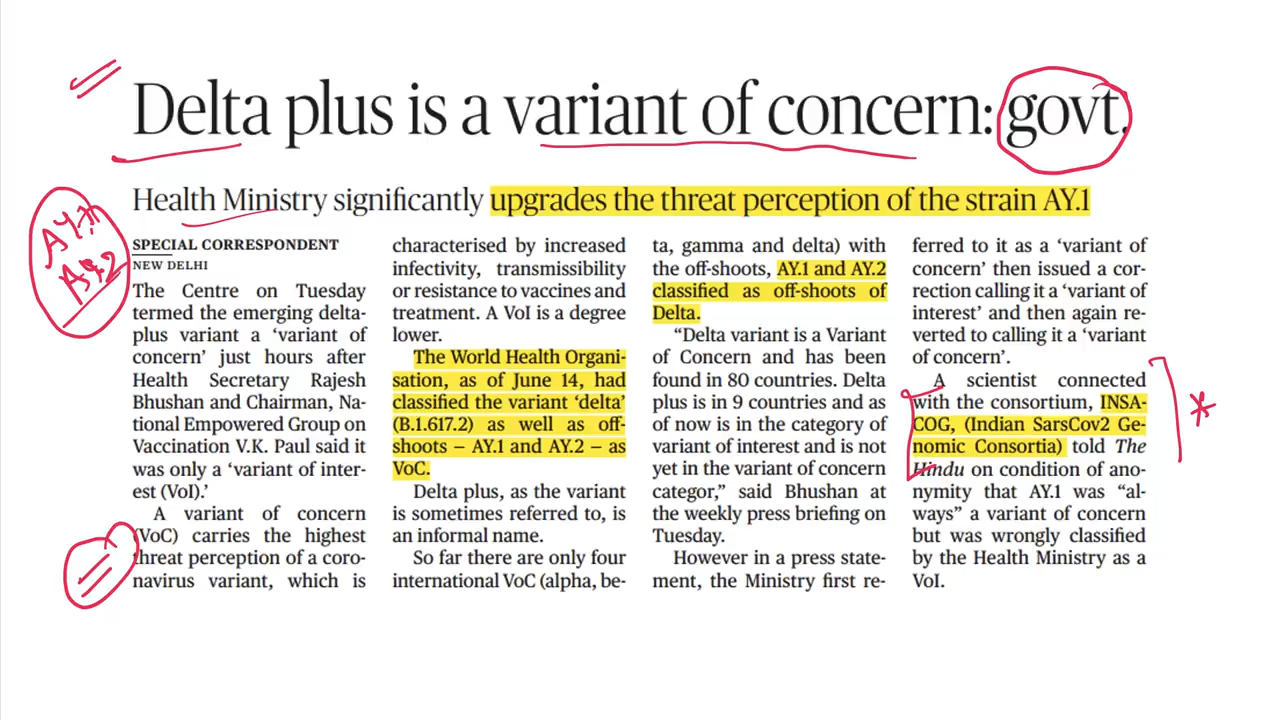 Delta plus is a variant of concern: govt.
Health Ministry significantly upgrades the threat perception of the strain AY.1
AY.1
AY.2
SPECIAL CORRESPONDENT
NEW DELHI
The Centre on Tuesday
termed the emerging delta-
plus variant a ‘variant of
concern’ just hours after
Health Secretary Rajesh
Bhushan and Chairman, Na-
tional Empowered Group on
Vaccination V.K. Paul said it
was only a ‘variant of inter-
est (VoI).’
A variant of concern
(VoC) carries the highest
threat perception of a coro-
navirus variant, which is
characterised by increased
infectivity, transmissibility
or resistance to vaccines and
treatment. A VoI is a degree
lower.
The World Health Organi-
sation, as of June 14, had
classified the variant ‘delta’
(B.1.617.2) as well as off-
shoots – AY.1 and AY.2 – as
VoC.
Delta plus, as the variant
is sometimes referred to, is
an informal name.
So far there are only four
international VoC (alpha, be-
ta, gamma and delta) with
the off-shoots, AY.1 and AY.2
classified as off-shoots of
Delta.
“Delta variant is a Variant
of Concern and has been
found in 80 countries. Delta
plus is in 9 countries and as
of now is in the category of
variant of interest and is not
yet in the variant of concern
categor,” said Bhushan at
the weekly press briefing on
Tuesday.
However in a press state-
ment, the Ministry first re-
ferred to it as a ‘variant of
concern’ then issued a cor-
rection calling it a ‘variant of
interest’ and then again re-
verted to calling it a ‘variant
of concern’.
A scientist connected
with the consortium, INSA-
COG, (Indian SarsCov2 Ge-
nomic Consortia) told The
Hindu on condition of ano-
nymity that AY.1 was “al-
ways” a variant of concern
but was wrongly classified
by the Health Ministry as a
VoI.